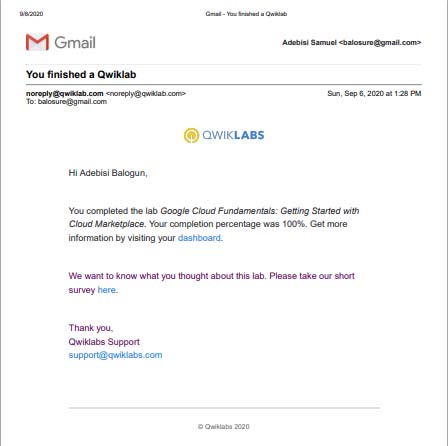 9/8/2020 Gmail - You finished a Qwiklab
Gmail Adebisi Samuel <balosure@gmail.com>
You finished a Qwiklab
noreply@qwiklab.com <noreply@qwiklab.com> Sun, Sep 6, 2020 at 1:28 PM
To: balosure@gmail.com
QWIKLABS
Hi Adebisi Balogun,
You completed the lab Google Cloud Fundamentals: Getting Started with
Cloud Marketplace. Your completion percentage was 100%. Get more
information by visiting your dashboard.
We want to know what you thought about this lab. Please take our short
survey here.
Thank you,
Qwiklabs Support
support@qwiklabs.com
© Qwiklabs 2020